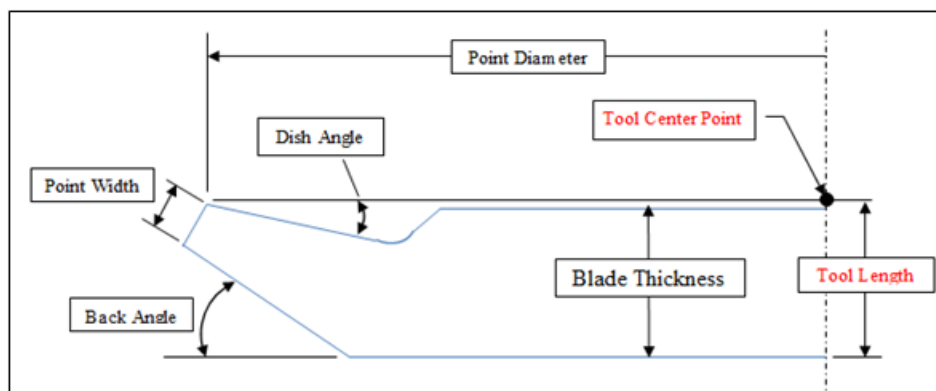 Point Diameter
Tool Center Point
Dish Angle
Point Width
Blade Thickness
Tool Length
Back Angle